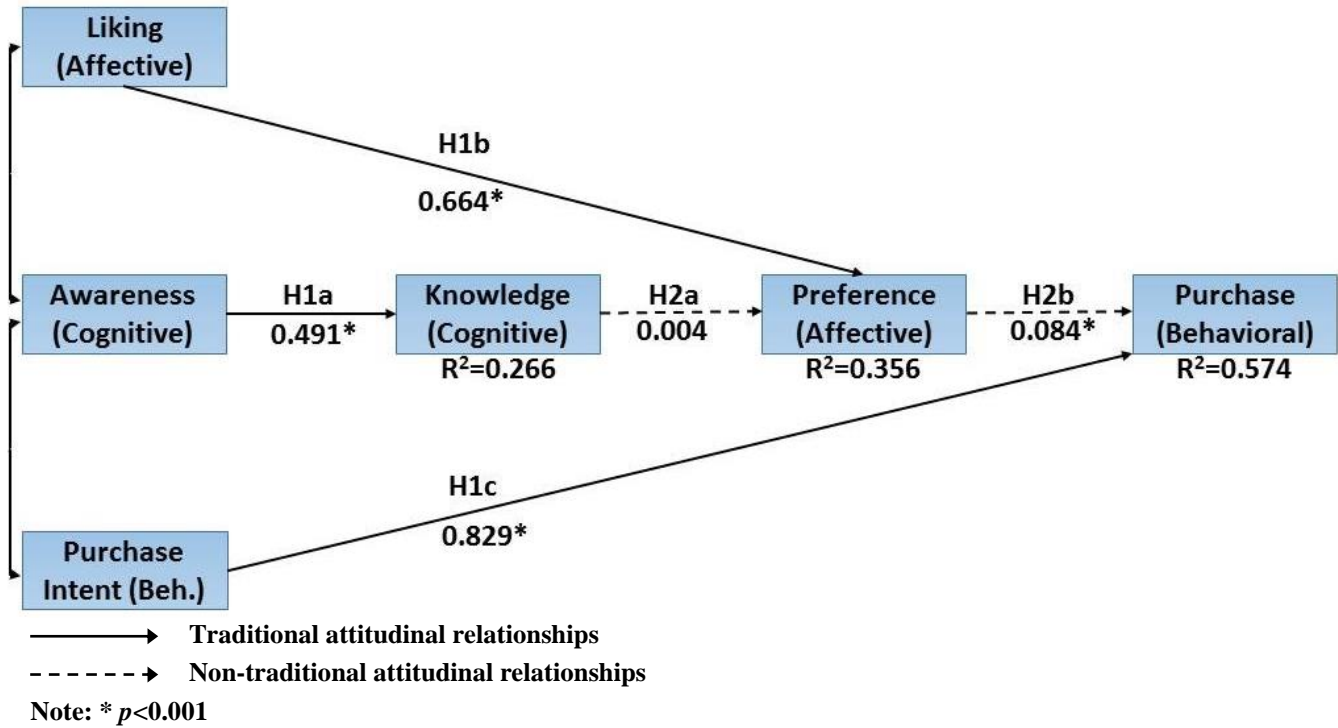 Liking
(Affective)
H1b
0.664*
Awareness
(Cognitive)
H1a
0.491*
Knowledge
(Cognitive)
R²=0.266
H2a
0.004
Preference
(Affective)
R²=0.356
H2b
0.084*
Purchase
(Behavioral)
R²=0.574
H1c
0.829*
Purchase
Intent (Beh.)
Traditional attitudinal relationships
Non-traditional attitudinal relationships
Note: * p<0.001